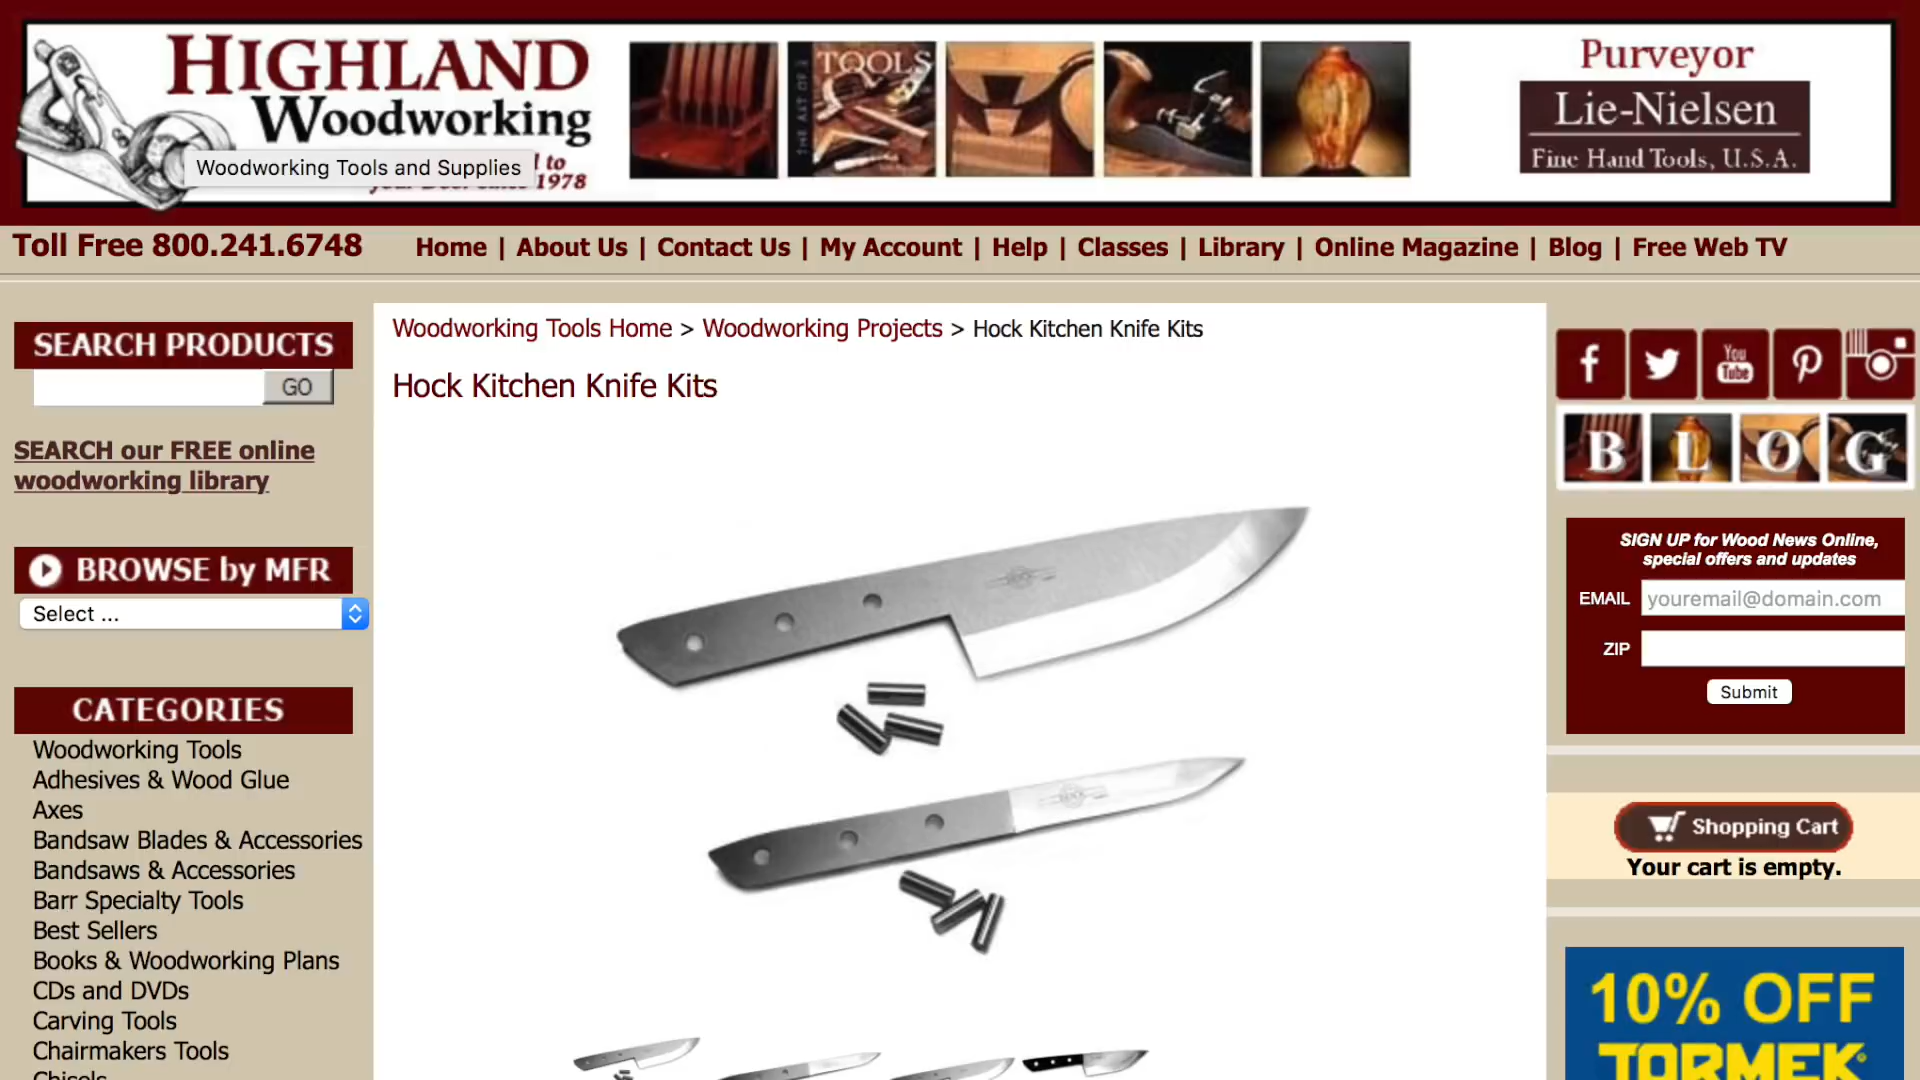 HIGHLAND
Woodworking
Woodworking Tools and Supplies
1978
TOOLS
Purveyor
Lie-Nielsen
Fine Hand Tools, U.S.A.
Toll Free 800.241.6748
Home | About Us | Contact Us | My Account | Help | Classes | Library | Online Magazine | Blog | Free Web TV
SEARCH PRODUCTS
GO
SEARCH our FREE online
woodworking library
BROWSE by MFR
Select ...
CATEGORIES
Woodworking Tools
Adhesives & Wood Glue
Axes
Bandsaw Blades & Accessories
Bandsaws & Accessories
Barr Specialty Tools
Best Sellers
Books & Woodworking Plans
CDs and DVDs
Carving Tools
Chairmakers Tools
Chisels
Woodworking Tools Home > Woodworking Projects > Hock Kitchen Knife Kits
Hock Kitchen Knife Kits
You
Tube
BLOG
SIGN UP for Wood News Online,
special offers and updates
EMAIL youremail@domain.com
ZIP
Submit
Shopping Cart
Your cart is empty.
10% OFF
TORMEK